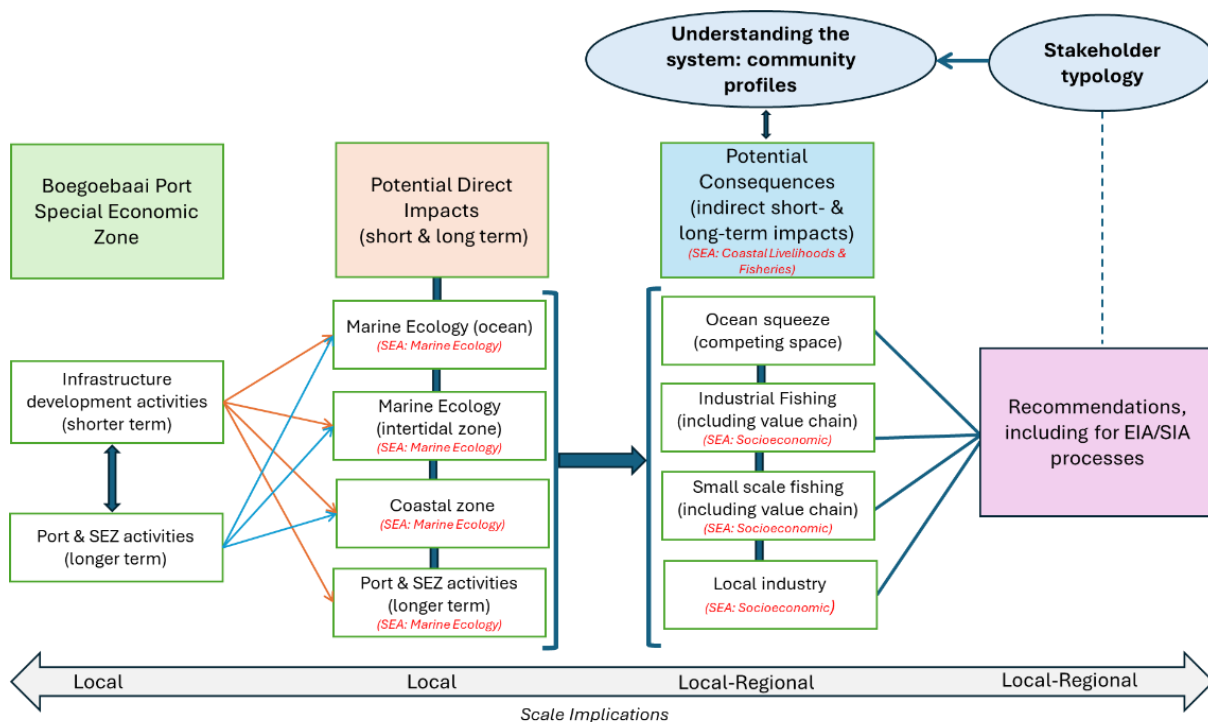 Understanding the
system: community
profiles
Stakeholder
typology
Boegoebaai Port
Special Economic
Zone
Potential Direct
Impacts
(short & long term)
Potential
Consequences
(indirect short- &
long-term impacts)
(SEA: Coastal Livelihoods &
Fisheries)
Infrastructure
development activities
(shorter term)
Port & SEZ activities
(longer term)
Marine Ecology (ocean)
(SEA: Marine Ecology)
Marine Ecology
(intertidal zone)
(SEA: Marine Ecology)
Coastal zone
(SEA: Marine Ecology)
Port & SEZ activities
(longer term)
(SEA: Marine Ecology)
Ocean squeeze
(competing space)
Industrial Fishing
(including value chain)
(SEA: Socioeconomic)
Small scale fishing
(including value chain)
(SEA: Socioeconomic)
Local industry
(SEA: Socioeconomic)
Recommendations,
including for EIA/SIA
processes
Local
Local
Local-Regional
Local-Regional
Scale Implications